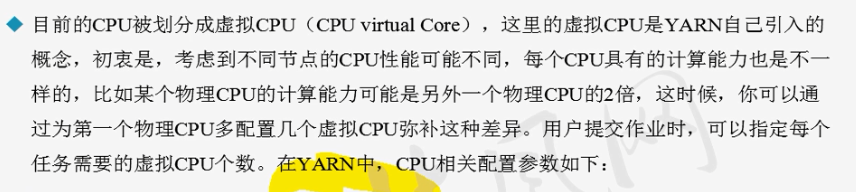 目前的CPU被划分成虚拟CPU（CPU virtual Core），这里的虚拟CPU是YARN自己引入的
概念，初衷是，考虑到不同节点的CPU性能可能不同，每个CPU具有的计算能力也是不一
样的，比如某个物理CPU的计算能力可能是另外一个物理CPU的2倍，这时候，你可以通
过为第一个物理CPU多配置几个虚拟CPU弥补这种差异。用户提交作业时，可以指定每个
任务需要的虚拟CPU个数。在YARN中，CPU相关配置参数如下：